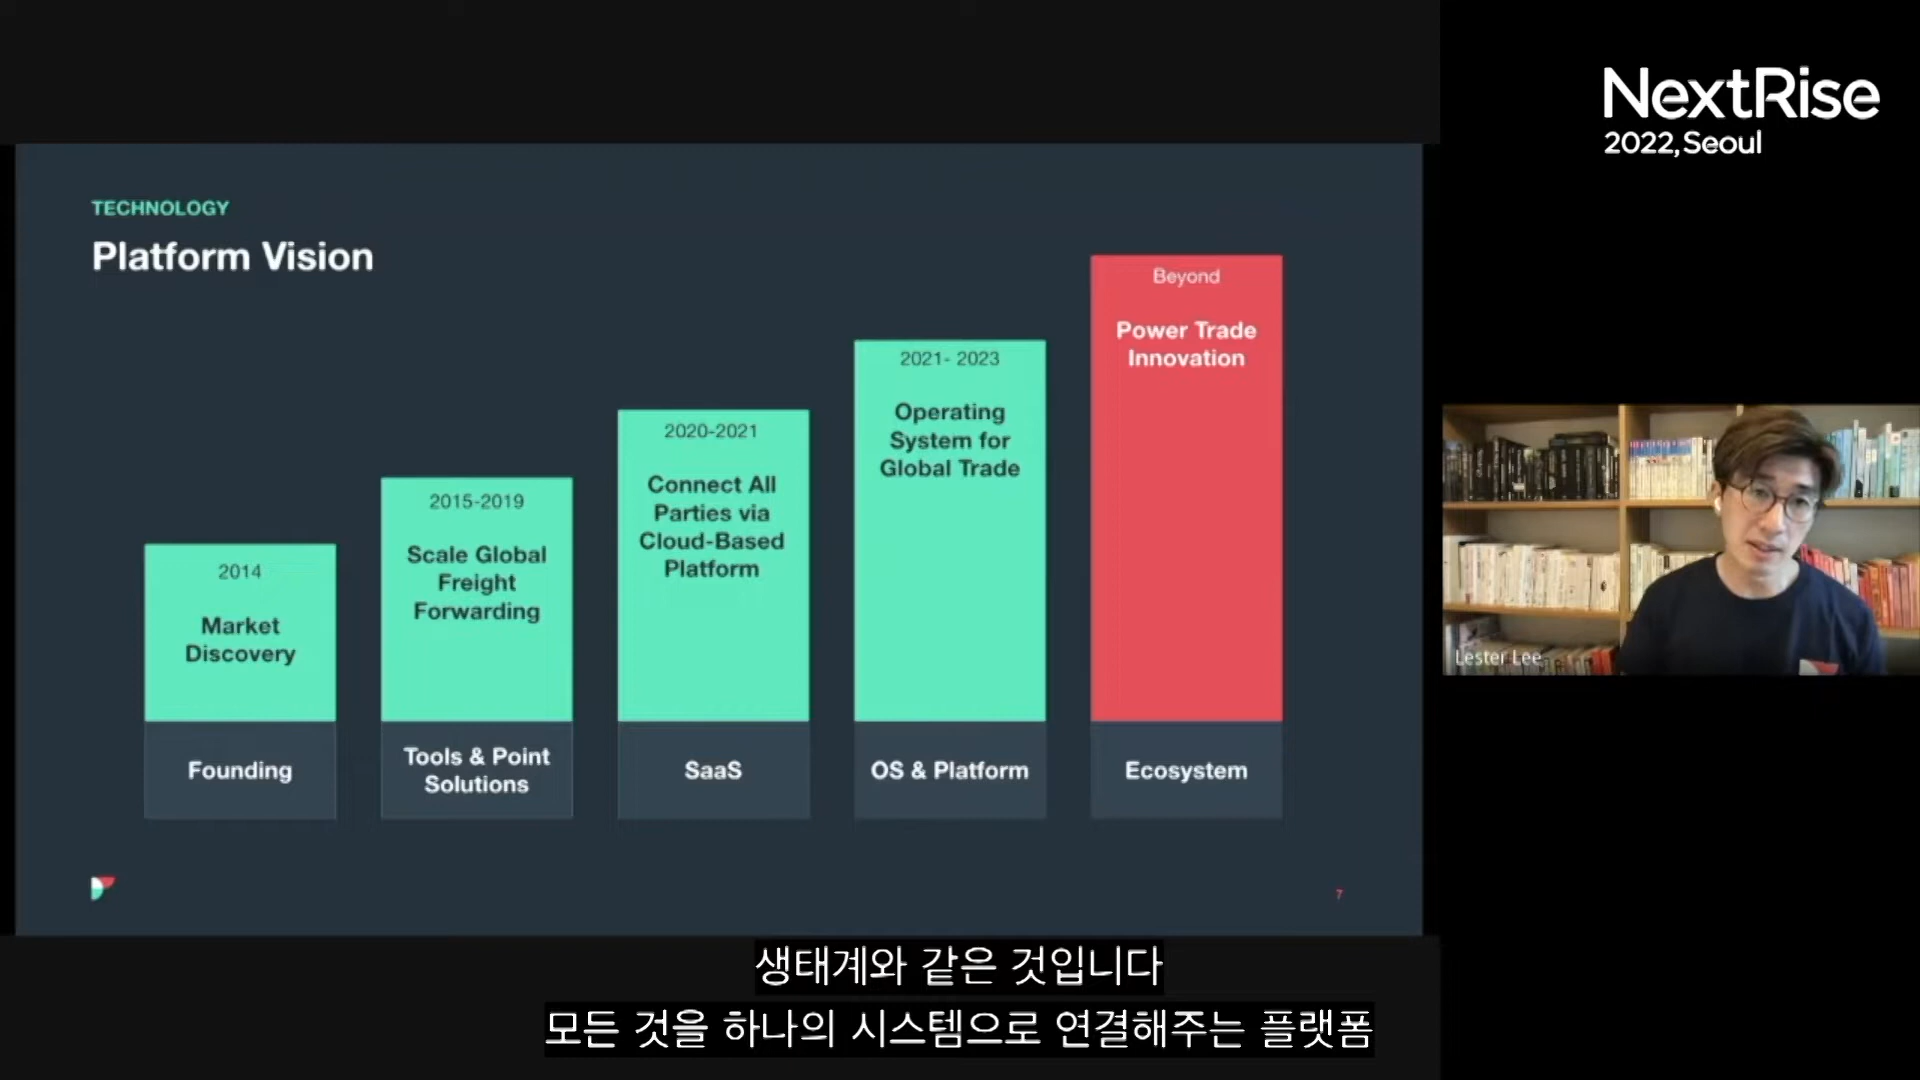 NextRise
2022, Seoul
TECHNOLOGY
Platform Vision
2014
Market
Discovery
Founding
2015-2019
Scale Global
Freight
Forwarding
Tools & Point
Solutions
2020-2021
Connect All
Parties via
Cloud-Based
Platform
SaaS
2021- 2023
Operating
System for
Global Trade
OS & Platform
Beyond
Power Trade
Innovation
Ecosystem
7
Lester Lee
생태계와 같은 것입니다
모든 것을 하나의 시스템으로 연결해주는 플랫폼